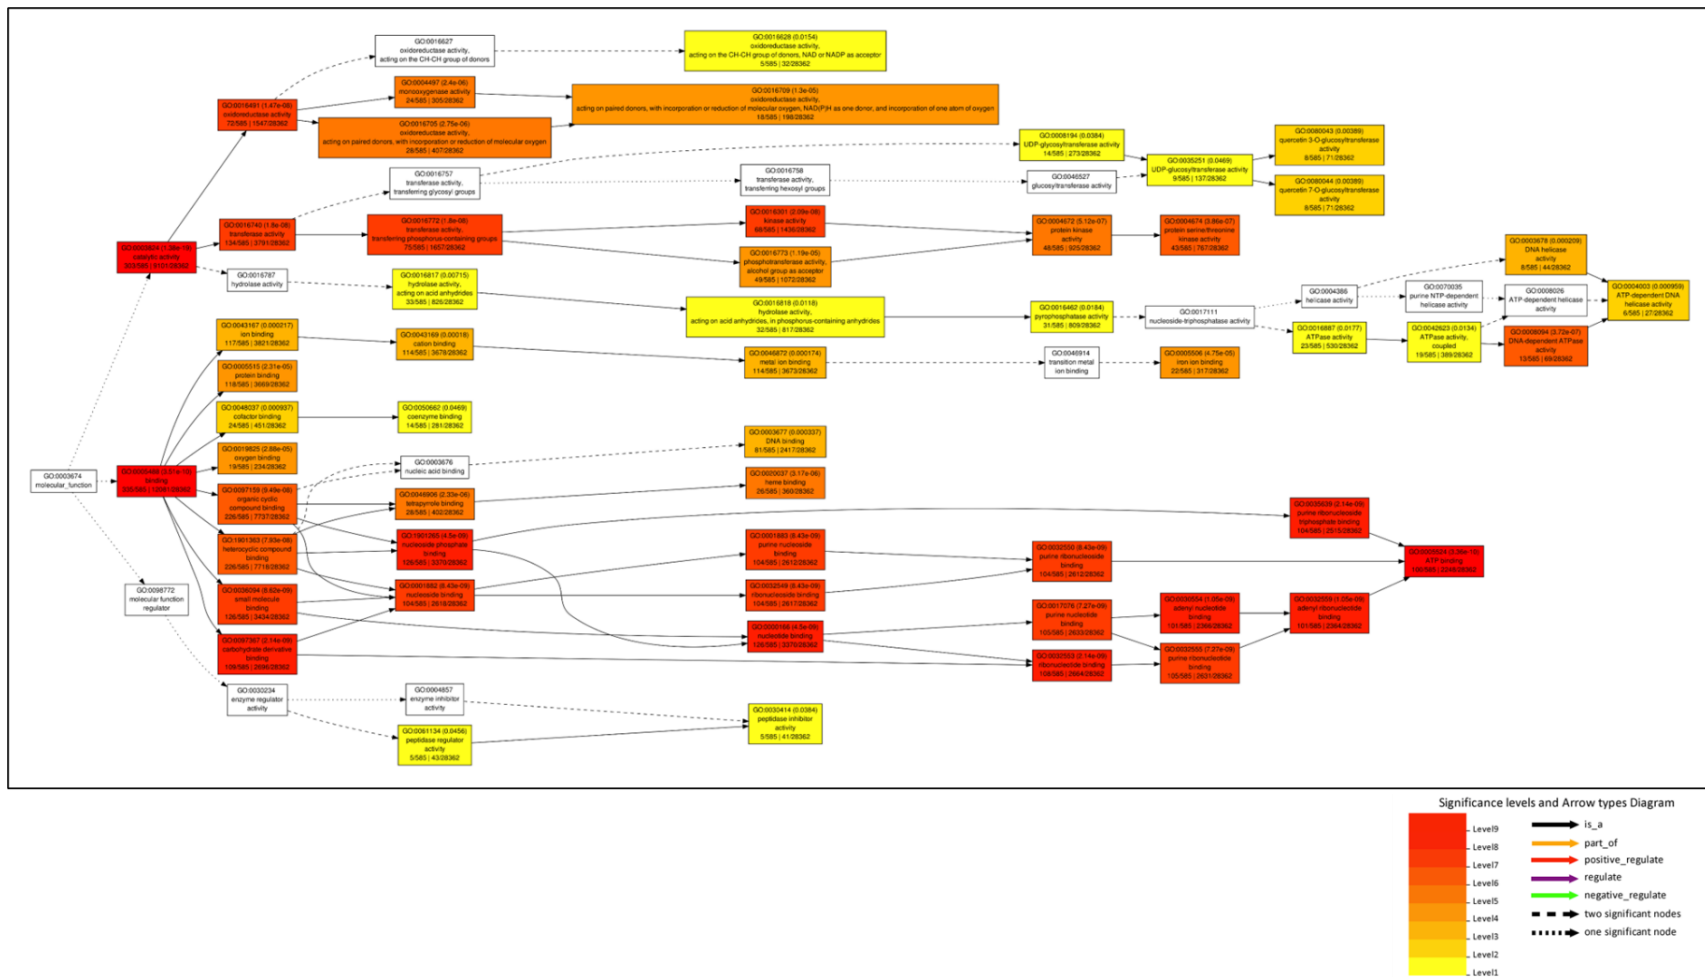 GO:0016627
oxidoreductase activity,
acting on the CH-CH group of donors
GO:0016628 (0.0154)
oxidoreductase activity,
acting on the CH-CH group of donors, NAD or NADP as acceptor
5/585 | 32/28362
GO:0016491 (1.47e-08)
oxidoreductase activity
72/585 | 1547/28362
GO:0004497 (2.4e-06)
monooxygenase activity
24/585 | 305/28362
GO:0016709 (1.3e-05)
oxidoreductase activity,
acting on paired donors, with incorporation or reduction of molecular oxygen, NAD(P)H as one donor, and incorporation of one atom of oxygen
18/585 | 198/28362
GO:0016705 (2.75e-06)
oxidoreductase activity,
acting on paired donors, with incorporation or reduction of molecular oxygen
28/585 | 407/28362
GO:0008194 (0.0384)
UDP-glycosyltransferase activity
14/585 | 273/28362
GO:0080043 (0.00389)
quercetin 3-O-glucosyltransferase
activity
8/585 | 71/28362
GO:0035251 (0.0469)
UDP-glucosyltransferase activity
9/585 | 137/28362
GO:0080044 (0.00389)
quercetin 7-O-glucosyltransferase
activity
8/585 | 71/28362
GO:0016757
transferase activity,
transferring glycosyl groups
GO:0016758
transferase activity,
transferring hexosyl groups
GO:0046527
glucosyltransferase activity
GO:0016740 (1.8e-08)
transferase activity
134/585 | 3791/28362
GO:0016772 (1.8e-08)
transferase activity,
transferring phosphorus-containing groups
75/585 | 1657/28362
GO:0016301 (2.09e-08)
kinase activity
68/585 | 1436/28362
GO:0016773 (1.19e-05)
phosphotransferase activity,
alcohol group as acceptor
49/585 | 1072/28362
GO:0004672 (5.12e-07)
protein kinase
activity
48/585 | 925/28362
GO:0004674 (3.86e-07)
protein serine/threonine
kinase activity
43/585 | 767/28362
GO:0003824
catalytic activity
GO:0016787
hydrolase activity
GO:0016817 (0.00715)
hydrolase activity,
acting on acid anhydrides
33/585 | 826/28362
GO:0016818 (0.0118)
hydrolase activity,
acting on acid anhydrides, in phosphorus-containing anhydrides
32/585 | 817/28362
GO:0016462 (0.0184)
pyrophosphatase activity
31/585 | 809/28362
GO:0017111
nucleoside-triphosphatase activity
GO:0004386
helicase activity
GO:0003678 (0.000209)
DNA helicase
activity
8/585 | 44/28362
GO:0070035
purine NTP-dependent
helicase activity
GO:0008026
ATP-dependent helicase
activity
GO:0004003 (0.000959)
ATP-dependent DNA
helicase activity
6/585 | 27/28362
GO:0016887 (0.0177)
ATPase activity
23/585 | 530/28362
GO:0042623 (0.0134)
ATPase activity,
coupled
19/585 | 389/28362
GO:0008094 (3.72e-07)
DNA-dependent ATPase
activity
13/585 | 69/28362
GO:0043167 (0.000217)
ion binding
117/585 | 3821/28362
GO:0043169 (0.00018)
cation binding
114/585 | 3678/28362
GO:0046872 (0.000174)
metal ion binding
114/585 | 3673/28362
GO:0046914
transition metal
ion binding
GO:0005506 (4.75e-05)
iron ion binding
22/585 | 317/28362
GO:0005515 (2.31e-05)
protein binding
118/585 | 3669/28362
GO:0048037 (0.000937)
cofactor binding
24/585 | 451/28362
GO:0050662 (0.0469)
coenzyme binding
14/585 | 281/28362
GO:0019825 (2.88e-05)
oxygen binding
19/585 | 234/28362
GO:0003676
nucleic acid binding
GO:0003677 (0.000337)
DNA binding
81/585 | 2417/28362
GO:0003674
molecular_function
binding
GO:0097159 (9.49e-08)
organic cyclic
compound binding
226/585 | 7737/28362
GO:0046906 (2.33e-06)
tetrapyrrole binding
28/585 | 402/28362
GO:0020037 (3.17e-06)
heme binding
26/585 | 360/28362
GO:1901363 (7.93e-08)
heterocyclic compound
binding
226/585 | 7718/28362
GO:1901265 (4.5e-09)
nucleoside phosphate
binding
126/585 | 3370/28362
GO:0001882 (8.43e-09)
nucleoside binding
104/585 | 2618/28362
GO:0001883 (8.43e-09)
purine nucleoside
binding
104/585 | 2612/28362
GO:0032549 (8.43e-09)
ribonucleoside binding
104/585 | 2617/28362
GO:0032550 (8.43e-09)
purine ribonucleoside
binding
104/585 | 2612/28362
GO:0035639 (2.14e-09)
purine ribonucleoside
triphosphate binding
104/585 | 2515/28362
GO:0005524
ATP binding
GO:0036094 (8.62e-09)
small molecule
binding
126/585 | 3434/28362
GO:0097367 (2.14e-09)
carbohydrate derivative
binding
GO:0000166 (4.5e-09)
nucleotide binding
126/585 | 3370/28362
GO:0017076 (7.27e-09)
purine nucleotide
binding
105/585 | 2633/28362
GO:0030554 (1.05e-09)
adenyl nucleotide
binding
101/585 | 2366/28362
GO:0032559 (1.05e-09)
adenyl ribonucleotide
binding
101/585 | 2364/28362
GO:0032553 (2.14e-09)
ribonucleotide binding
108/585 | 2664/28362
GO:0032555 (7.27e-09)
purine ribonucleotide
binding
105/585 | 2631/28362
GO:0098772
molecular function
regulator
GO:0030234
enzyme regulator
activity
GO:0004857
enzyme inhibitor
activity
GO:0061134 (0.0456)
peptidase regulator
activity
5/585 | 43/28362
GO:0030414 (0.0384)
peptidase inhibitor
activity
5/585 | 41/28362
Significance levels and Arrow types Diagram
Level9
Level8
Level7
Level6
Level5
Level4
Level3
Level2
Level1
is_a
part_of
positive_regulate
regulate
negative_regulate
two significant nodes
one significant node